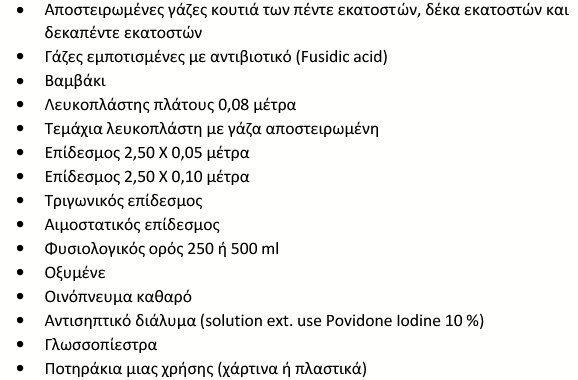 • Αποστειρωμένες γάζες κουτιά των πέντε εκατοστών, δέκα εκατοστών και
δεκαπέντε εκατοστών
• Γάζες εμποτισμένες με αντιβιοτικό (Fusidic acid)
• Βαμβάκι
• Λευκοπλάστης πλάτους 0,08 μέτρα
• Τεμάχια λευκοπλάστη με γάζα αποστειρωμένη
• Επίδεσμος 2,50 Χ 0,05 μέτρα
• Επίδεσμος 2,50 Χ 0,10 μέτρα
• Τριγωνικός επίδεσμος
• Αιμοστατικός επίδεσμος
• Φυσιολογικός ορός 250 ή 500 ml
• Οξυμένε
• Οινόπνευμα καθαρό
• Αντισηπτικό διάλυμα (solution ext. use Povidone Iodine 10 %)
• Γλωσσοπίεστρα
• Ποτηράκια μιας χρήσης (χάρτινα ή πλαστικά)